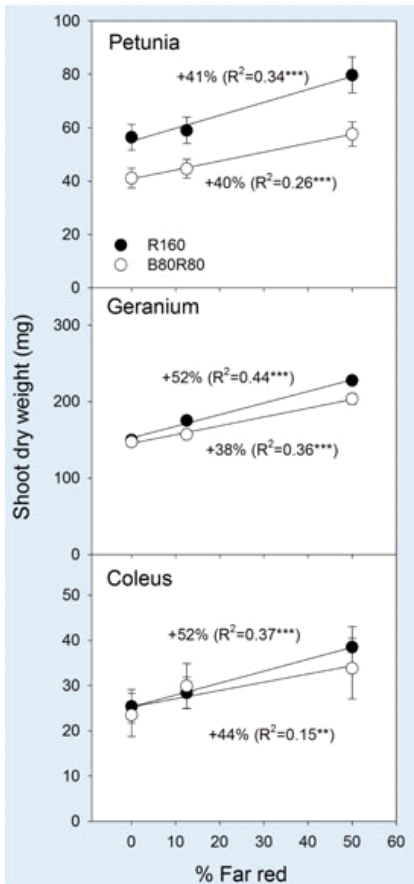 100
Petunia
+41% (R²=0.34***)
80
60
40
+40% (R²=0.26***)
20
R160
B80R80
0
Geranium
300
+52% (R²=0.44***)
200
+38% (R²=0.36***)
100
0
Shoot dry weight (mg)
Coleus
50
+52% (R²=0.37***)
40
30
20
+44% (R²=0.15**)
10
0
0 10 20 30 40 50 60
% Far red